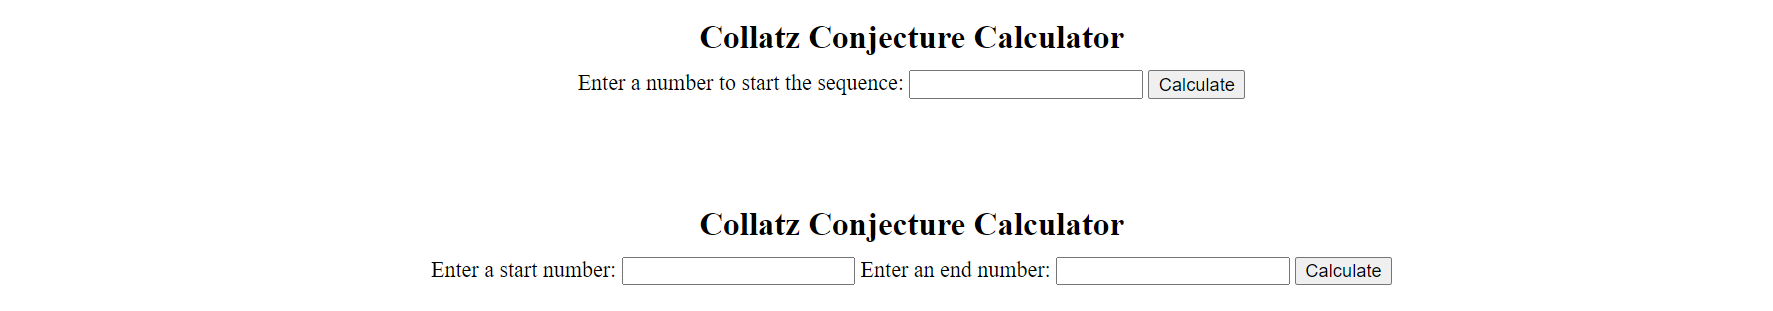 Collatz Conjecture Calculator
Enter a number to start the sequence: Calculate
Collatz Conjecture Calculator
Enter a start number: Enter an end number: Calculate